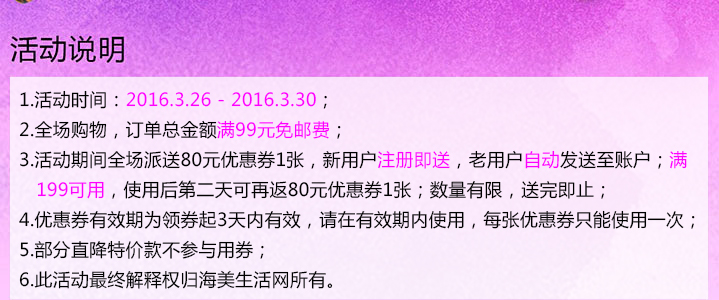 活动说明
1.活动时间：2016.3.26 - 2016.3.30；
2.全场购物，订单总金额满99元免邮费；
3.活动期间全场派送80元优惠券1张，新用户注册即送，老用户自动发送至账户；满
199可用，使用后第二天可再返80元优惠券1张；数量有限，送完即止；
4.优惠券有效期为领券起3天内有效，请在有效期内使用，每张优惠券只能使用一次；
5.部分直降特价款不参与用券；
6.此活动最终解释权归海美生活网所有。